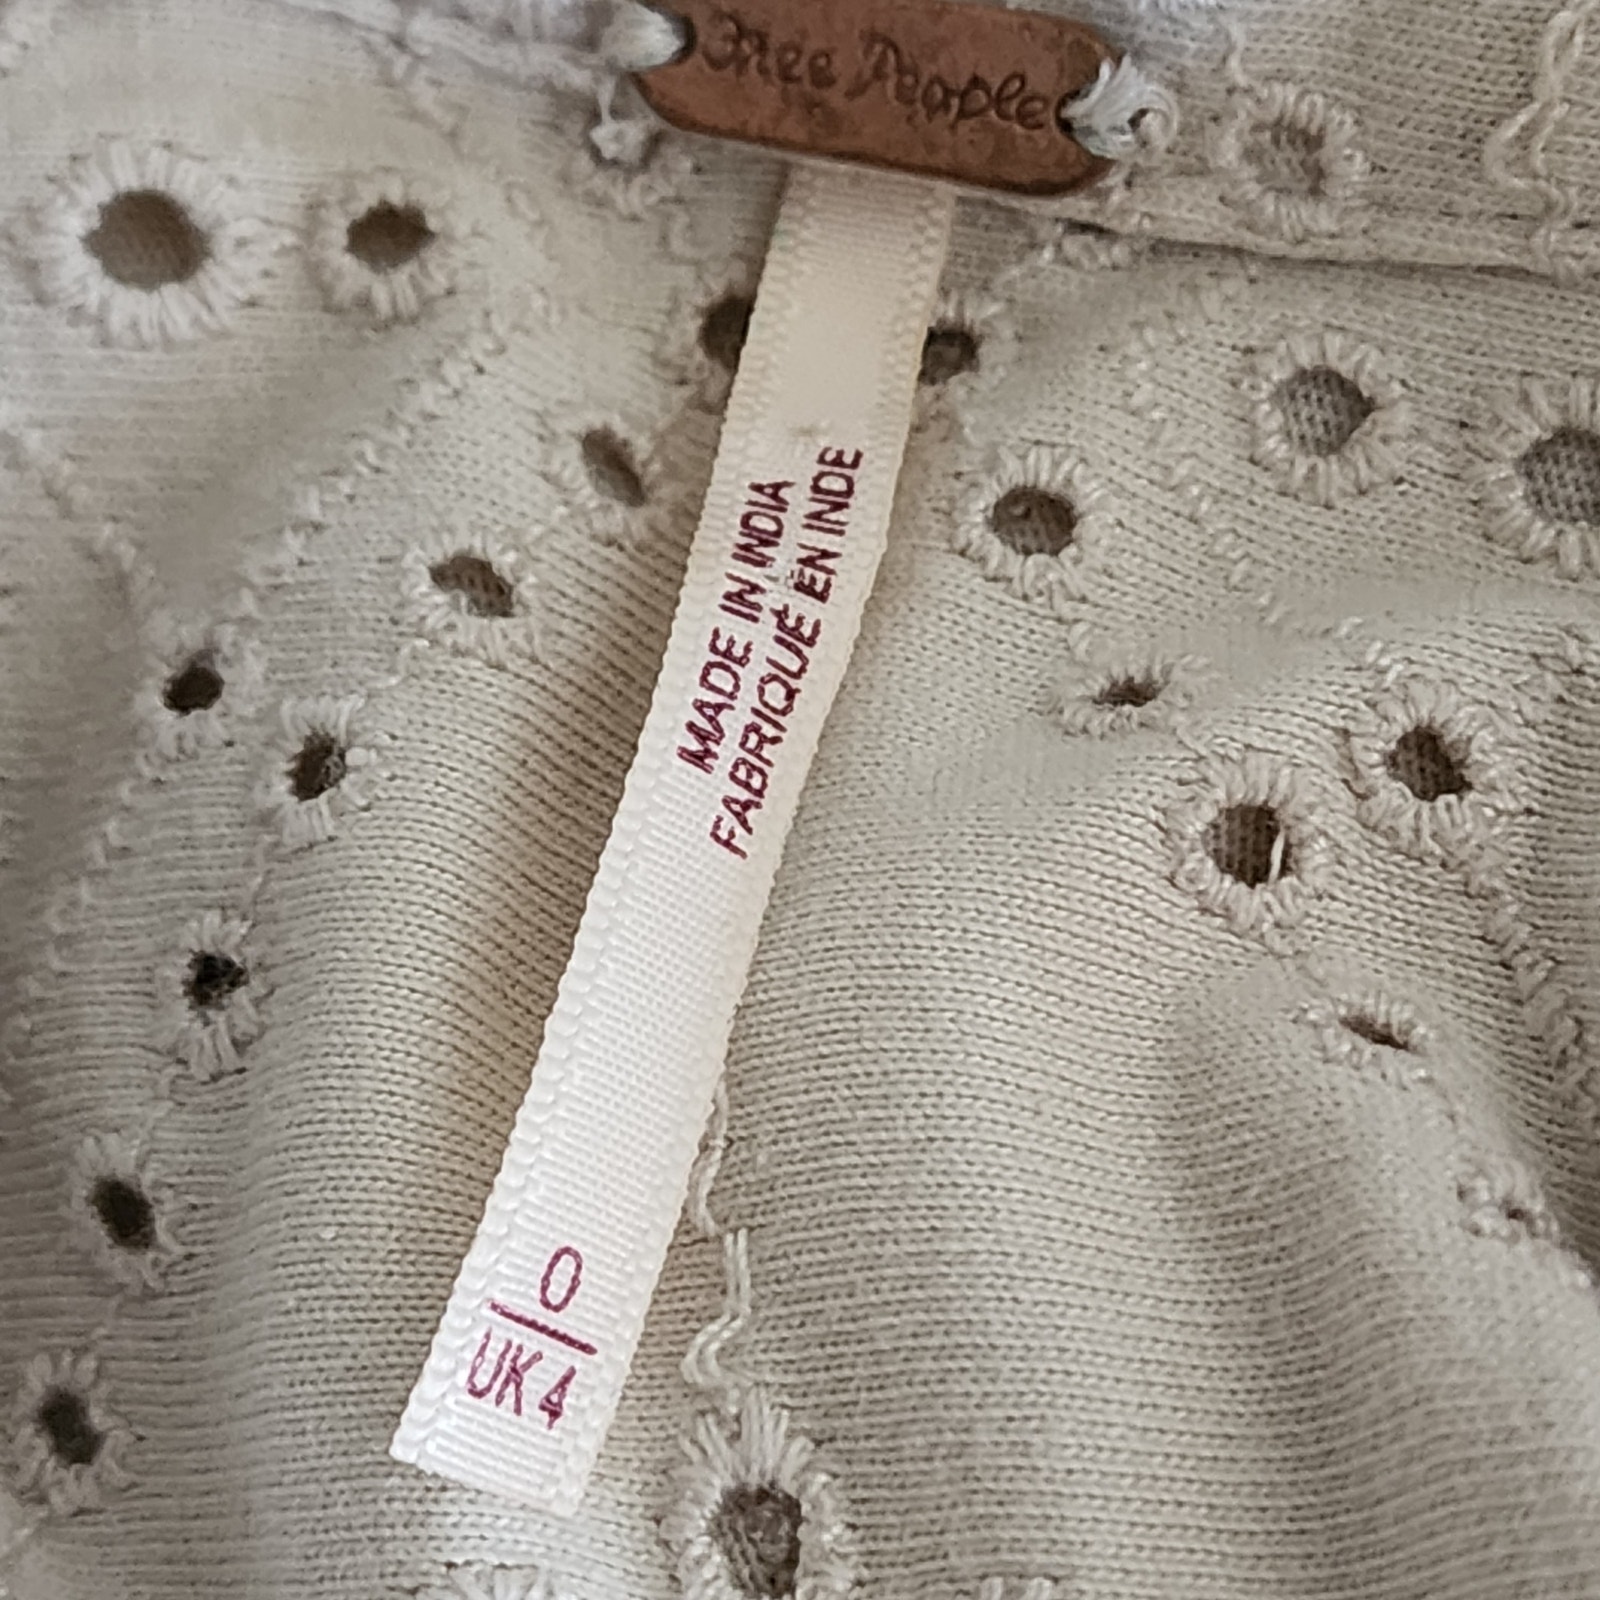 Free People
MADE IN INDIA
FABRIQUÉ EN INDE
0
UK 4